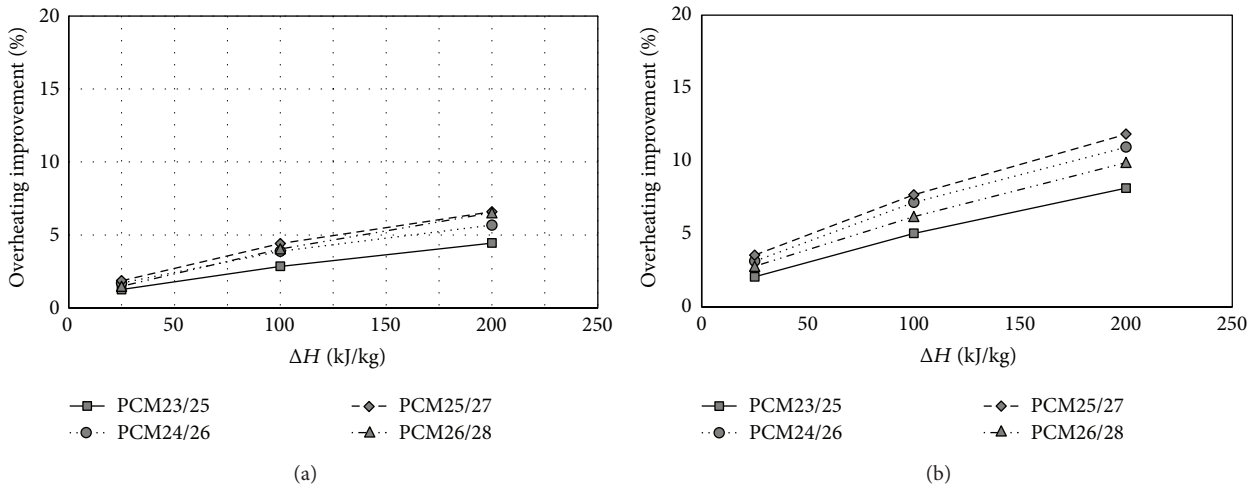 Overheating improvement (%)
20
15
10
5
0
0 50 100 150 200 250
ΔH (kJ/kg)
PCM23/25
PCM24/26
PCM25/27
PCM26/28
(a)
Overheating improvement (%)
20
15
10
5
0
0 50 100 150 200 250
ΔH (kJ/kg)
PCM23/25
PCM24/26
PCM25/27
PCM26/28
(b)